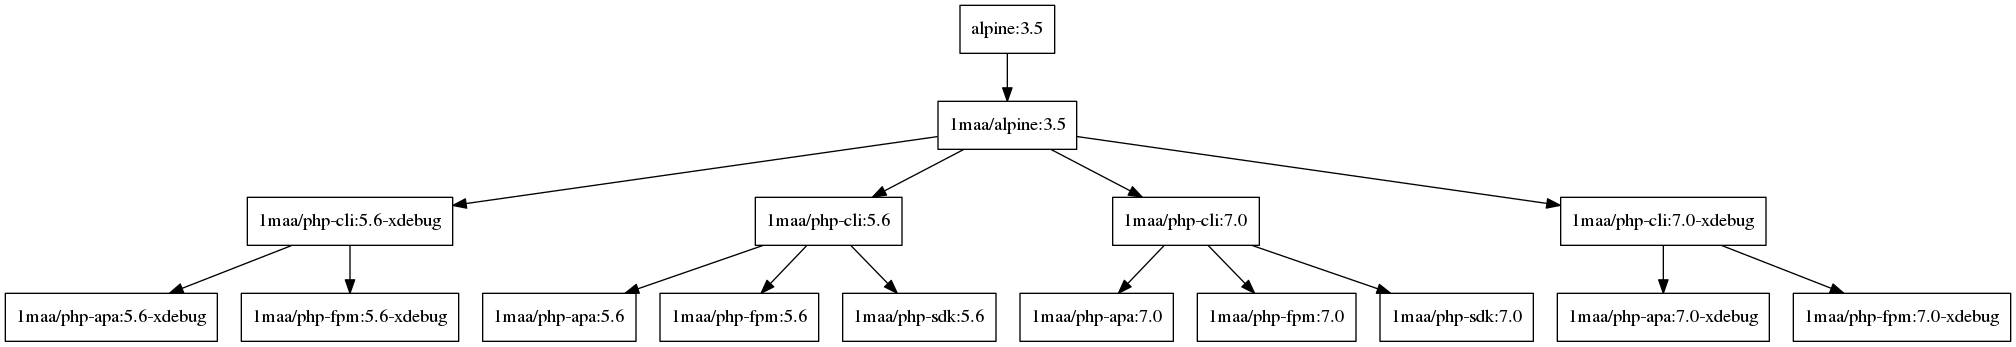 alpine:3.5
1maa/alpine:3.5
1maa/php-cli:5.6-xdebug
1maa/php-cli:5.6
1maa/php-cli:7.0
1maa/php-cli:7.0-xdebug
1maa/php-apa:5.6-xdebug
1maa/php-fpm:5.6-xdebug
1maa/php-apa:5.6
1maa/php-fpm:5.6
1maa/php-sdk:5.6
1maa/php-apa:7.0
1maa/php-fpm:7.0
1maa/php-sdk:7.0
1maa/php-apa:7.0-xdebug
1maa/php-fpm:7.0-xdebug